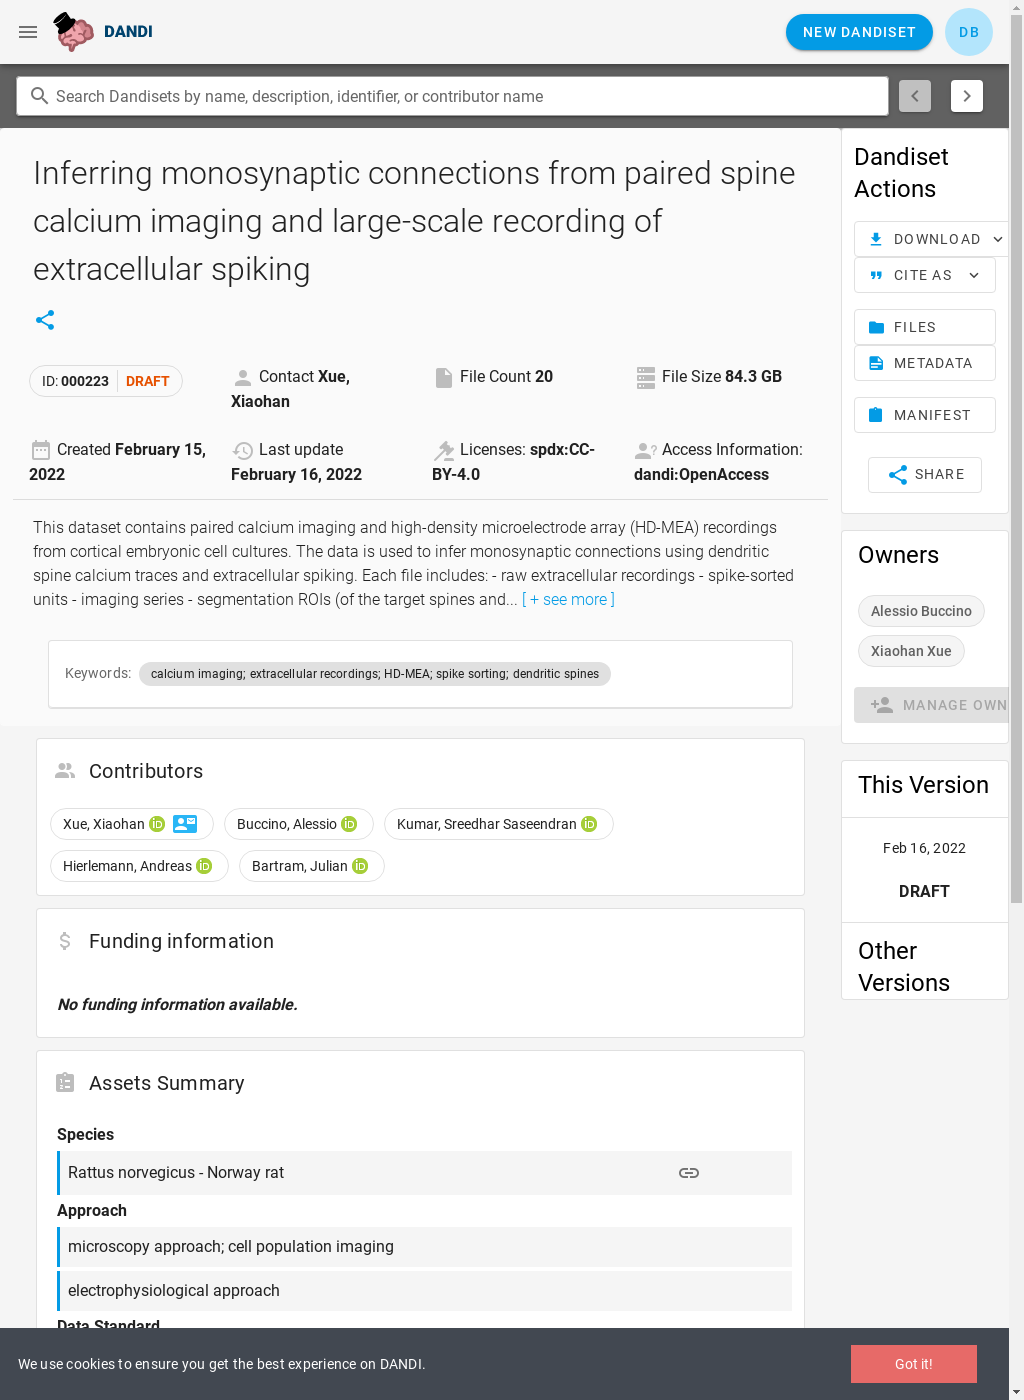 DANDI
NEW DANDISET
DB
Search Dandisets by name, description, identifier, or contributor name
Inferring monosynaptic connections from paired spine
calcium imaging and large-scale recording of
extracellular spiking
ID: 000223 DRAFT
Contact Xue,
Xiaohan
File Count 20
File Size 84.3 GB
Created February 15,
2022
Last update
February 16, 2022
Licenses: spdx:CC-
BY-4.0
Access Information:
dandi:OpenAccess
This dataset contains paired calcium imaging and high-density microelectrode array (HD-MEA) recordings
from cortical embryonic cell cultures. The data is used to infer monosynaptic connections using dendritic
spine calcium traces and extracellular spiking. Each file includes: - raw extracellular recordings - spike-sorted
units - imaging series - segmentation ROIs (of the target spines and... [ + see more ]
Keywords: calcium imaging; extracellular recordings; HD-MEA; spike sorting; dendritic spines
Contributors
Xue, Xiaohan iD
Buccino, Alessio iD
Kumar, Sreedhar Saseendran iD
Hierlemann, Andreas iD
Bartram, Julian iD
Funding information
No funding information available.
Assets Summary
Species
Rattus norvegicus - Norway rat
Approach
microscopy approach; cell population imaging
electrophysiological approach
Data Standard
Dandiset
Actions
DOWNLOAD
CITE AS
FILES
METADATA
MANIFEST
SHARE
Owners
Alessio Buccino
Xiaohan Xue
MANAGE OWN
This Version
Feb 16, 2022
DRAFT
Other
Versions
We use cookies to ensure you get the best experience on DANDI.
Got it!